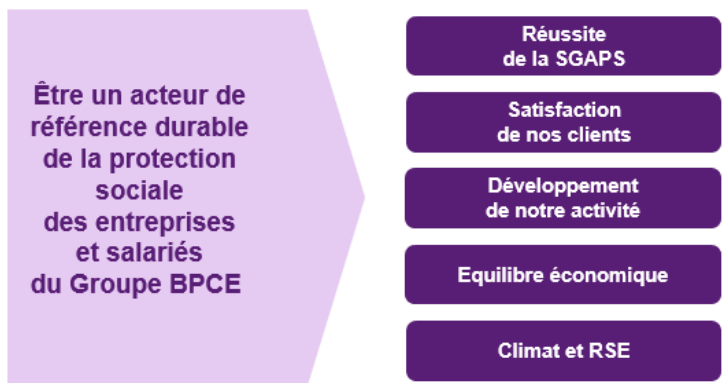 Être un acteur de
référence durable
de la protection
sociale
des entreprises
et salariés
du Groupe BPCE
Réussite
de la SGAPS
Satisfaction
de nos clients
Développement
de notre activité
Equilibre économique
Climat et RSE